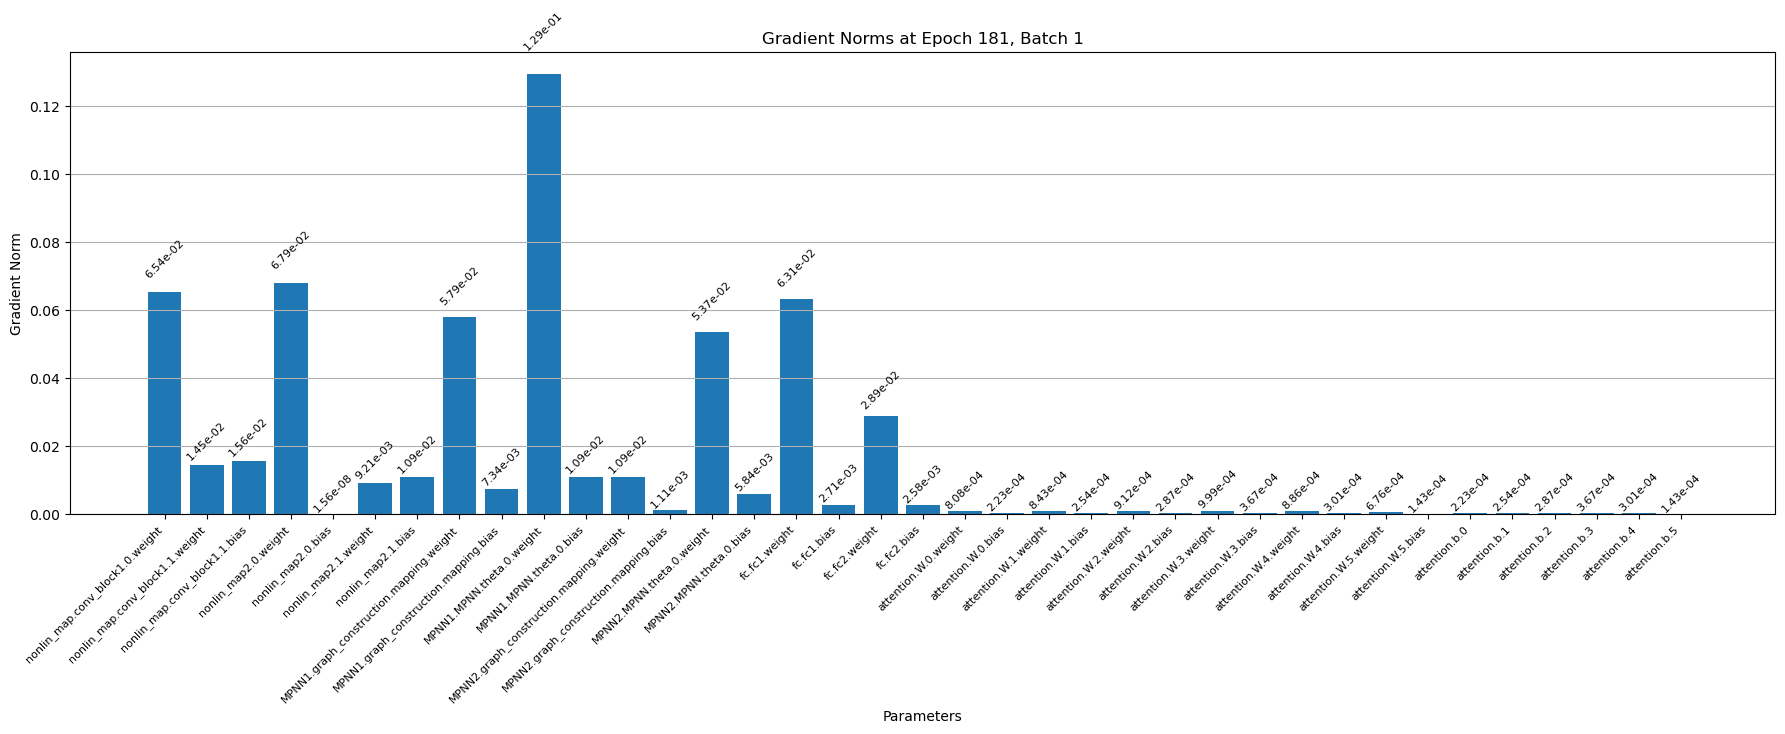 Gradient Norms at Epoch 181, Batch 1
Gradient Norm
0.12
0.10
0.08
0.06
0.04
0.02
0.00
6.54e-02
1.45e-02
1.56e-02
6.79e-02
1.56e-08
9.21e-03
1.09e-02
5.79e-02
7.34e-03
1.29e-01
1.09e-02
1.09e-02
1.11e-03
5.37e-02
5.84e-03
6.31e-02
2.71e-03
2.89e-02
2.58e-03
8.08e-04
2.23e-04
8.43e-04
2.54e-04
9.12e-04
2.87e-04
9.99e-04
3.67e-04
8.86e-04
3.01e-04
6.76e-04
1.43e-04
2.23e-04
2.54e-04
2.87e-04
3.67e-04
3.01e-04
1.43e-04
nonlin_map.conv_block1.0.weight
nonlin_map.conv_block1.1.weight
nonlin_map.conv_block1.1.bias
nonlin_map2.0.weight
nonlin_map2.0.bias
nonlin_map2.1.weight
nonlin_map2.1.bias
MPNN1.graph_construction.mapping.weight
MPNN1.graph_construction.mapping.bias
MPNN1.MPNN.theta.0.weight
MPNN1.MPNN.theta.0.bias
MPNN2.graph_construction.mapping.weight
MPNN2.graph_construction.mapping.bias
MPNN2.MPNN.theta.0.weight
MPNN2.MPNN.theta.0.bias
fc.fc1.weight
fc.fc1.bias
fc.fc2.weight
fc.fc2.bias
attention.W.0.weight
attention.W.0.bias
attention.W.1.weight
attention.W.1.bias
attention.W.2.weight
attention.W.2.bias
attention.W.3.weight
attention.W.3.bias
attention.W.4.weight
attention.W.4.bias
attention.W.5.weight
attention.W.5.bias
attention.b.0
attention.b.1
attention.b.2
attention.b.3
attention.b.4
attention.b.5
Parameters